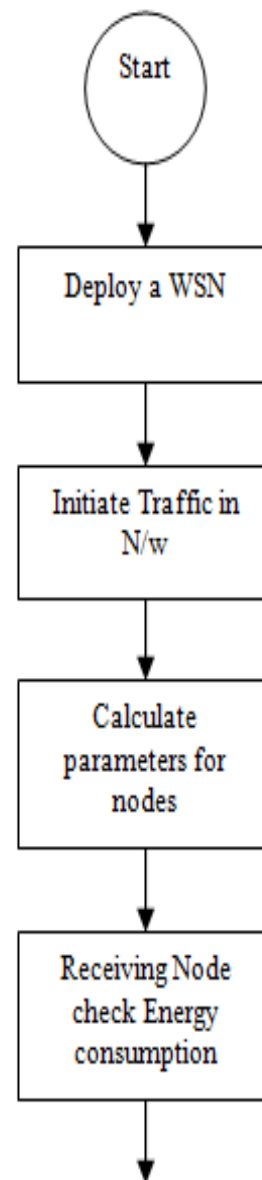 Start
Deploy a WSN
Initiate Traffic in
N/w
Calculate
parameters for
nodes
Receiving Node
check Energy
consumption